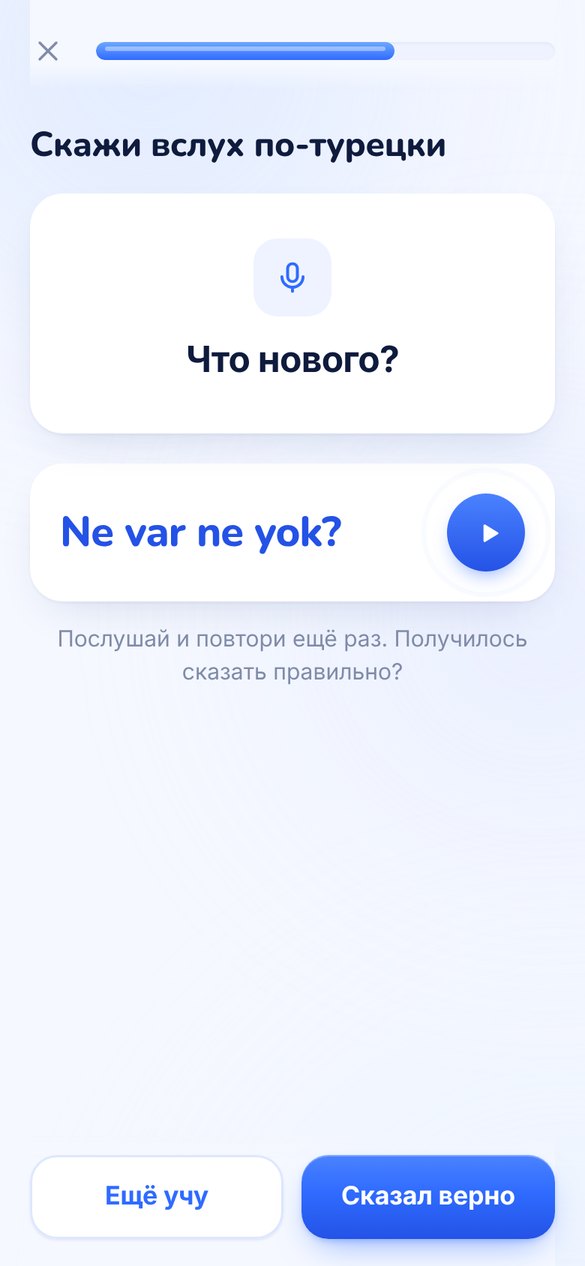 Скажи вслух по-турецки
Что нового?
Ne var ne yok?
Послушай и повтори ещё раз. Получилось
сказать правильно?
Ещё учу
Сказал верно